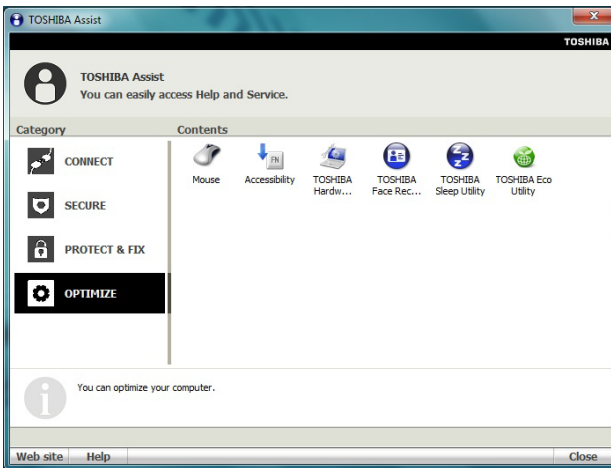 TOSHIBA Assist
TOSHIBA
TOSHIBA Assist
You can easily access Help and Service.
Category
Contents
CONNECT
SECURE
PROTECT & FIX
OPTIMIZE
Mouse
FN
Accessibility
TOSHIBA
Hardw...
TOSHIBA
Face Rec...
zzz
TOSHIBA
Sleep Utility
TOSHIBA Eco
Utility
i
You can optimize your computer.
Web site
Help
Close